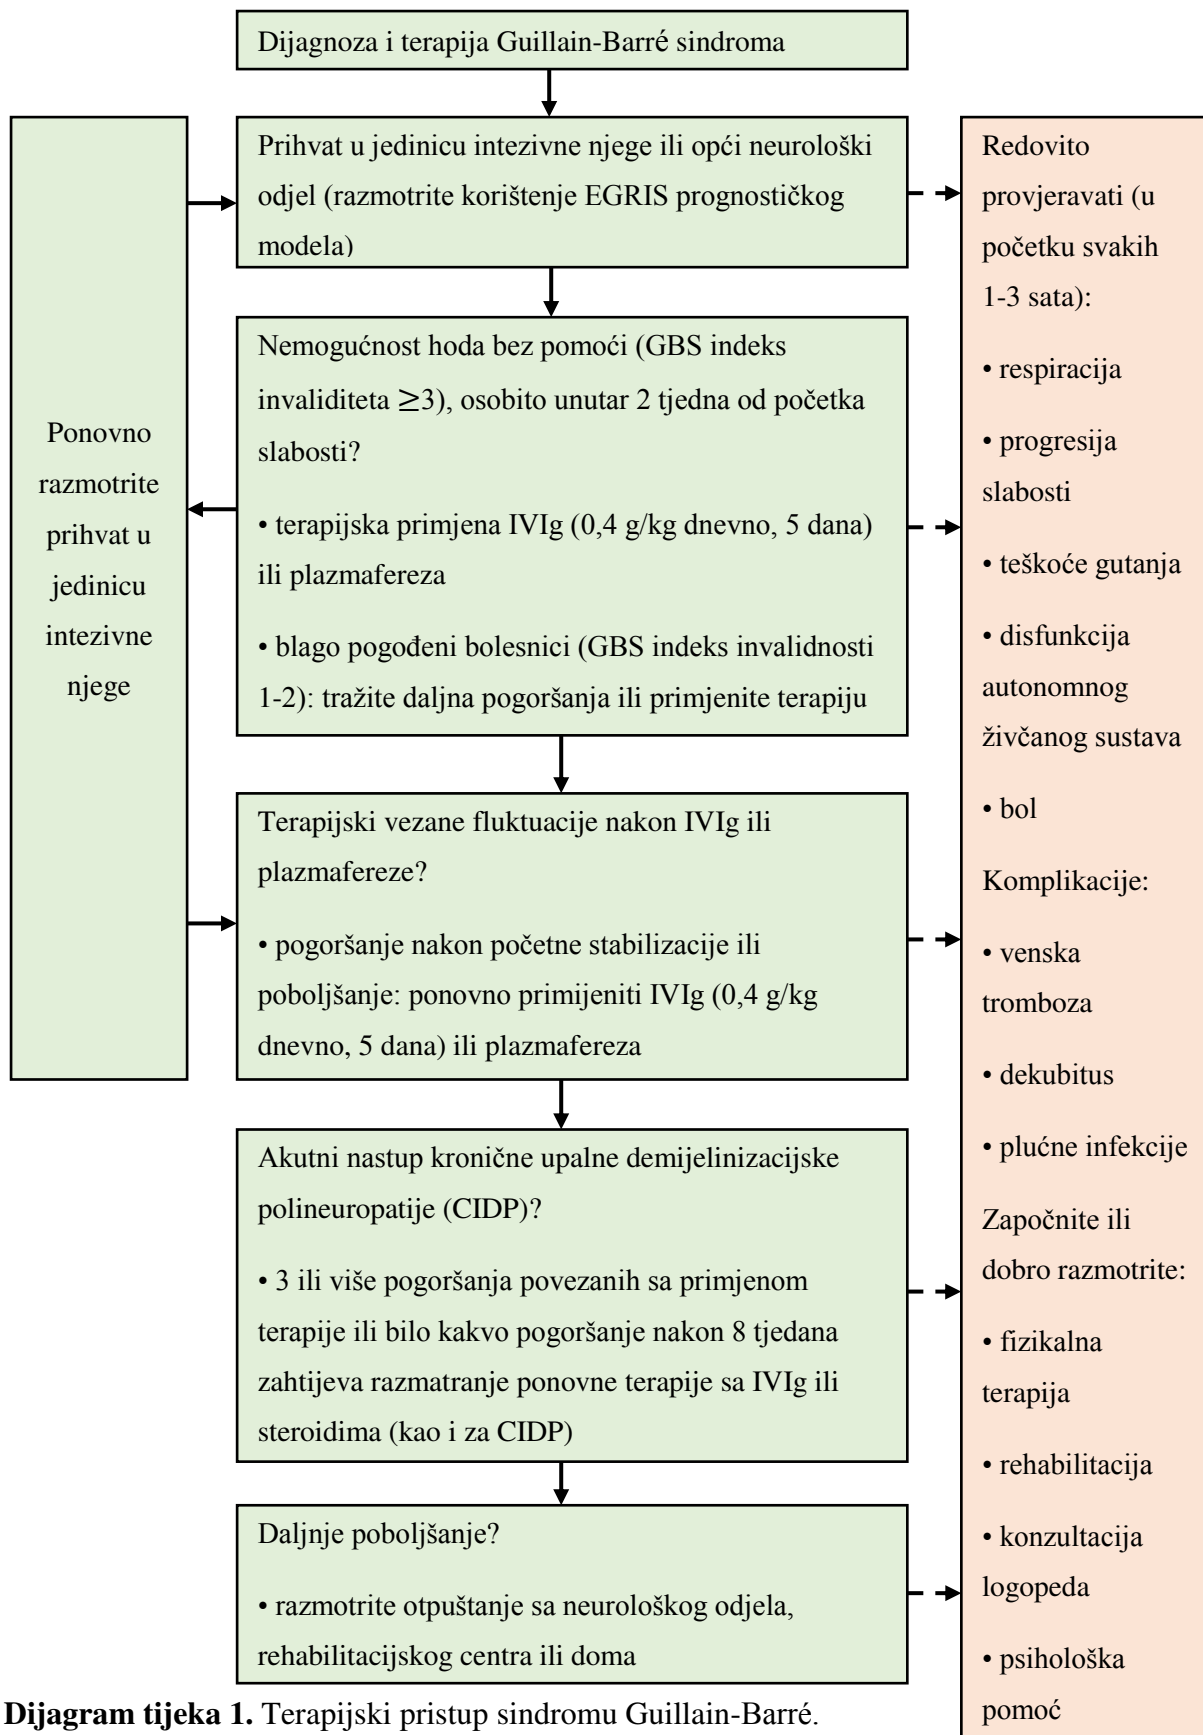 Dijagnoza i terapija Guillain-Barré sindroma
Prihvat u jedinicu intezivne njege ili opći neurološki
odjel (razmotrite korištenje EGRIS prognostičkog
modela)
Nemogućnost hoda bez pomoći (GBS indeks
invaliditeta ≥3), osobito unutar 2 tjedna od početka
slabosti?
• terapijska primjena IVIg (0,4 g/kg dnevno, 5 dana)
ili plazmafereza
• blago pogođeni bolesnici (GBS indeks invalidnosti
1-2): tražite daljna pogoršanja ili primjenite terapiju
Ponovno
razmotrite
prihvat u
jedinicu
intezivne
njege
Terapijski vezane fluktuacije nakon IVIg ili
plazmafereze?
• pogoršanje nakon početne stabilizacije ili
poboljšanje: ponovno primijeniti IVIg (0,4 g/kg
dnevno, 5 dana) ili plazmafereza
Akutni nastup kronične upalne demijelinizacijske
polineuropatije (CIDP)?
• 3 ili više pogoršanja povezanih sa primjenom
terapije ili bilo kakvo pogoršanje nakon 8 tjedana
zahtijeva razmatranje ponovne terapije sa IVIg ili
steroidima (kao i za CIDP)
Daljnje poboljšanje?
• razmotrite otpuštanje sa neurološkog odjela,
rehabilitacijskog centra ili doma
Redovito
provjeravati (u
početku svakih
1-3 sata):
• respiracija
• progresija
slabosti
• teškoće gutanja
• disfunkcija
autonomnog
živčanog sustava
• bol
Komplikacije:
• venska
tromboza
• dekubitus
• plućne infekcije
Započnite ili
dobro razmotrite:
• fizikalna
terapija
• rehabilitacija
• konzultacija
logopeda
• psihološka
pomoć
Dijagram tijeka 1. Terapijski pristup sindromu Guillain-Barré.